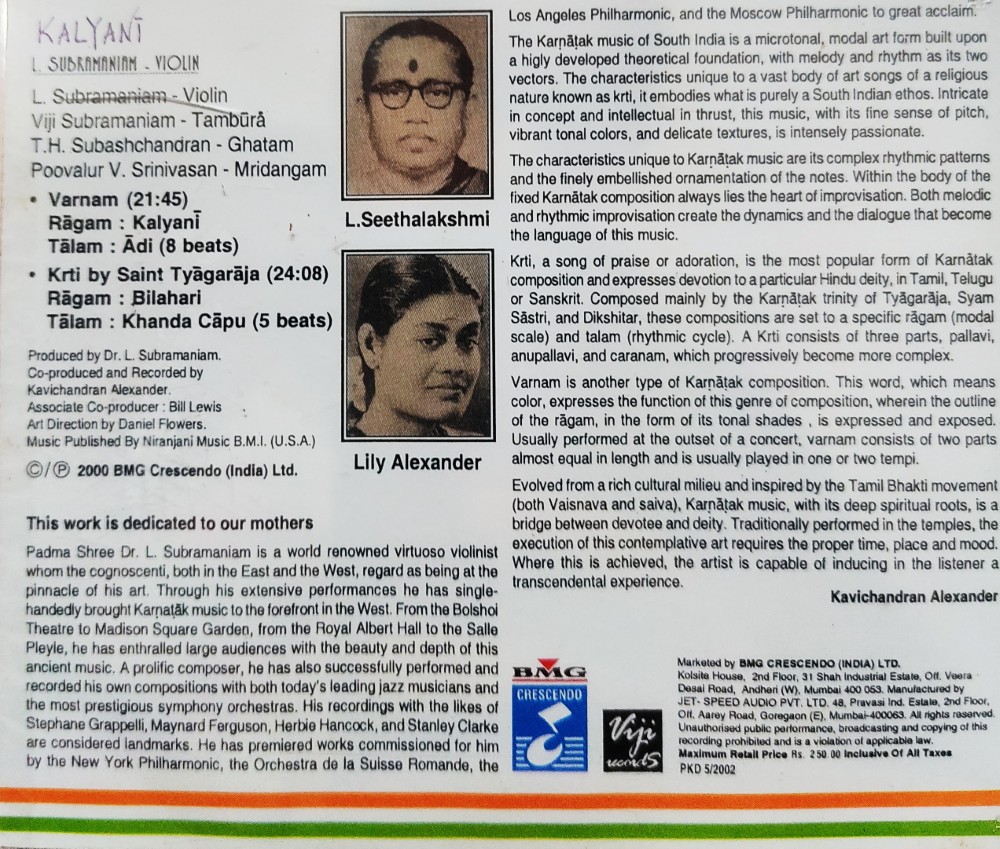 KALYANĪ
L. SUBRAMANIAM - VIOLIN
L. Subramaniam - Violin
Viji Subramaniam - Tambūrå
T.H. Subashchandran - Ghatam
Poovalur V. Srinivasan - Mridangam
• Varnam (21:45)
Rāgam : Kalyanī
Tālam : Ādi (8 beats)
• Krti by Saint Tyāgarāja (24:08)
Rāgam : Bilahari
Tālam : Khanda Cāpu (5 beats)
Produced by Dr. L. Subramaniam.
Co-produced and Recorded by
Kavichandran Alexander.
Associate Co-producer : Bill Lewis
Art Direction by Daniel Flowers.
Music Published By Niranjani Music B.M.I. (U.S.A.)
©/℗ 2000 BMG Crescendo (India) Ltd.
L.Seethalakshmi
Lily Alexander
This work is dedicated to our mothers
Padma Shree Dr. L. Subramaniam is a world renowned virtuoso violinist
whom the cognoscenti, both in the East and the West, regard as being at the
pinnacle of his art. Through his extensive performances he has single-
handedly brought Karṇaṭāk music to the forefront in the West. From the Bolshoi
Theatre to Madison Square Garden, from the Royal Albert Hall to the Salle
Pleyle, he has enthralled large audiences with the beauty and depth of this
ancient music. A prolific composer, he has also successfully performed and
recorded his own compositions with both today's leading jazz musicians and
the most prestigious symphony orchestras. His recordings with the likes of
Stephane Grappelli, Maynard Ferguson, Herbie Hancock, and Stanley Clarke
are considered landmarks. He has premiered works commissioned for him
by the New York Philharmonic, the Orchestra de la Suisse Romande, the
Los Angeles Philharmonic, and the Moscow Philharmonic to great acclaim.
The Karṇāṭak music of South India is a microtonal, modal art form built upon
a higly developed theoretical foundation, with melody and rhythm as its two
vectors. The characteristics unique to a vast body of art songs of a religious
nature known as krti, it embodies what is purely a South Indian ethos. Intricate
in concept and intellectual in thrust, this music, with its fine sense of pitch,
vibrant tonal colors, and delicate textures, is intensely passionate.
The characteristics unique to Karṇāṭak music are its complex rhythmic patterns
and the finely embellished ornamentation of the notes. Within the body of the
fixed Karnātak composition always lies the heart of improvisation. Both melodic
and rhythmic improvisation create the dynamics and the dialogue that become
the language of this music.
Krti, a song of praise or adoration, is the most popular form of Karnātak
composition and expresses devotion to a particular Hindu deity, in Tamil, Telugu
or Sanskrit. Composed mainly by the Karṇāṭak trinity of Tyāgarāja, Syam
Sāstri, and Dikshitar, these compositions are set to a specific rāgam (modal
scale) and talam (rhythmic cycle). A Krti consists of three parts, pallavi,
anupallavi, and caranam, which progressively become more complex.
Varnam is another type of Karṇāṭak composition. This word, which means
color, expresses the function of this genre of composition, wherein the outline
of the rāgam, in the form of its tonal shades , is expressed and exposed.
Usually performed at the outset of a concert, varnam consists of two parts
almost equal in length and is usually played in one or two tempi.
Evolved from a rich cultural milieu and inspired by the Tamil Bhakti movement
(both Vaisnava and saiva), Karṇāṭak music, with its deep spiritual roots, is a
bridge between devotee and deity. Traditionally performed in the temples, the
execution of this contemplative art requires the proper time, place and mood.
Where this is achieved, the artist is capable of inducing in the listener a
transcendental experience.
Kavichandran Alexander
BMG
CRESCENDO
Viji
records
Marketed by BMG CRESCENDO (INDIA) LTD.
Kolsite House, 2nd Floor, 31 Shah Industrial Estate, Off. Veera
Desai Road, Andheri (W), Mumbai 400 053. Manufactured by
JET- SPEED AUDIO PVT. LTD. 48, Pravasi Ind. Estate, 2nd Floor,
Off. Aarey Road, Goregaon (E), Mumbai-400063. All rights reserved.
Unauthorised public performance, broadcasting and copying of this
recording prohibited and is a violation of applicable law.
Maximum Retail Price Rs. 250.00 Inclusive Of All Taxes
PKD 5/2002